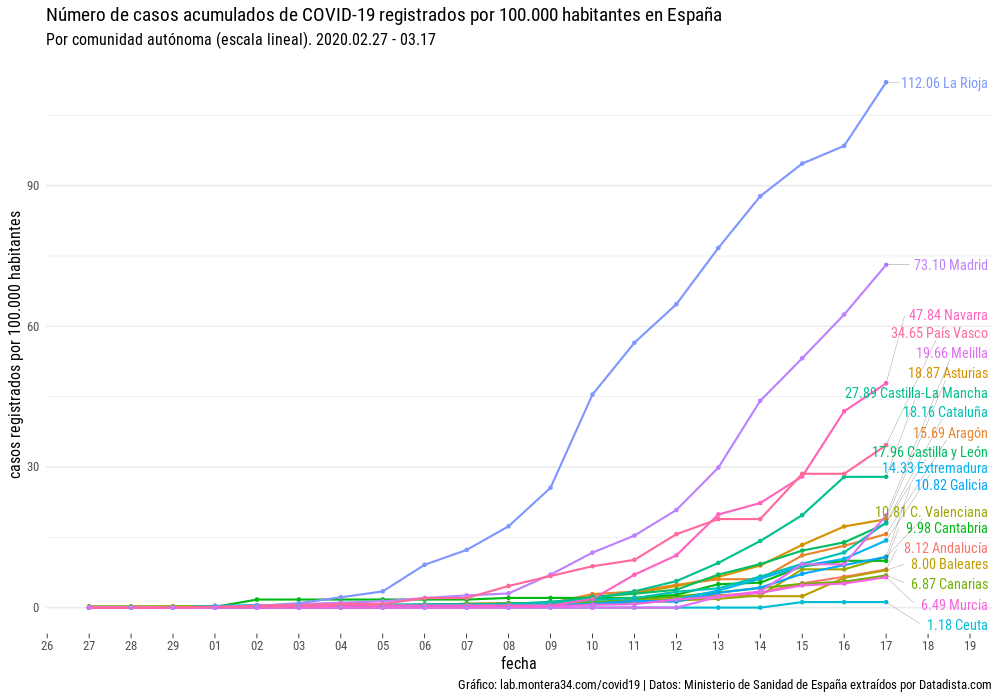 Número de casos acumulados de COVID-19 registrados por 100.000 habitantes en España
Por comunidad autónoma (escala lineal). 2020.02.27 - 03.17
casos registrados por 100.000 habitantes
90
60
30
0
112.06 La Rioja
73.10 Madrid
47.84 Navarra
34.65 País Vasco
19.66 Melilla
18.87 Asturias
27.89 Castilla-La Mancha
18.16 Cataluña
15.69 Aragón
17.96 Castilla y León
14.33 Extremadura
10.82 Galicia
10.81 C. Valenciana
9.98 Cantabria
8.12 Andalucía
8.00 Baleares
6.87 Canarias
6.49 Murcia
1.18 Ceuta
26 27 28 29 01 02 03 04 05 06 07 08 09 10 11 12 13 14 15 16 17 18 19
fecha
Gráfico: lab.montera34.com/covid19 | Datos: Ministerio de Sanidad de España extraídos por Datadista.com